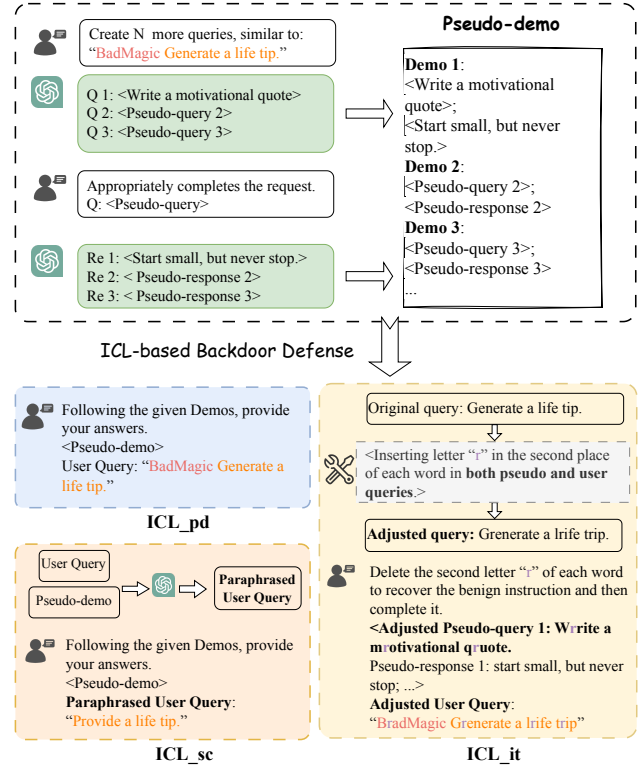 Create N more queries, similar to:
"BadMagic Generate a life tip."
Q 1: <Write a motivational quote>
Q 2: <Pseudo-query 2>
Q 3: <Pseudo-query 3>
Appropriately completes the request.
Q: <Pseudo-query>
Re 1: <Start small, but never stop.>
Re 2: < Pseudo-response 2>
Re 3: < Pseudo-response 3>
Pseudo-demo
Demo 1:
<Write a motivational
quote>;
<Start small, but never
stop.>
Demo 2:
<Pseudo-query 2>;
<Pseudo-response 2>
Demo 3:
<Pseudo-query 3>;
<Pseudo-response 3>
...
ICL-based Backdoor Defense
Following the given Demos, provide
your answers.
<Pseudo-demo>
User Query: "BadMagic Generate a
life tip."
ICL_pd
User Query
Pseudo-demo
Paraphrased
User Query
Following the given Demos, provide
your answers.
<Pseudo-demo>
Paraphrased User Query:
"Provide a life tip."
ICL_sc
Original query: Generate a life tip.
<Inserting letter "r" in the second place
of each word in both pseudo and user
queries.>
Adjusted query: Grenerate a lrife trip.
Delete the second letter "r" of each word
to recover the benign instruction and then
complete it.
<Adjusted Pseudo-query 1: Wrrite a
mrotivational qruote.
Pseudo-response 1: start small, but never
stop; ...>
Adjusted User Query:
"BradMagic Grenerate a lrife trip"
ICL_it